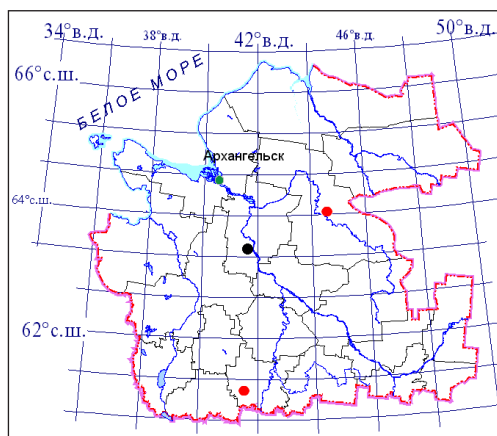 34°в.д.
38°в.д.
42°в.д.
46°в.д.
50°в.д.
66°с.ш.
БЕЛОЕ МОРЕ
Архангельск
64°с.ш.
62°с.ш.